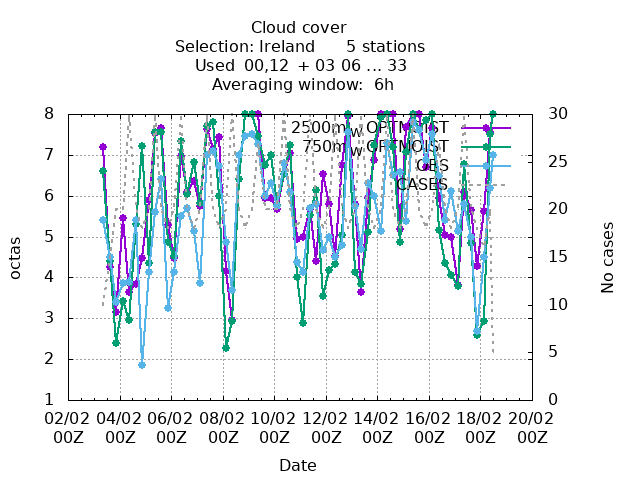 Cloud cover
Selection: Ireland 5 stations
Used 00,12 + 03 06 ... 33
Averaging window: 6h
8
7
6
5
4
3
2
1
octas
30
25
20
15
10
5
0
No cases
2500m_w_OPTMOIST
750m_w_OPTMOIST
OBS
CASES
02/02 04/02 06/02 08/02 10/02 12/02 14/02 16/02 18/02 20/02
00Z 00Z 00Z 00Z 00Z 00Z 00Z 00Z 00Z 00Z
Date